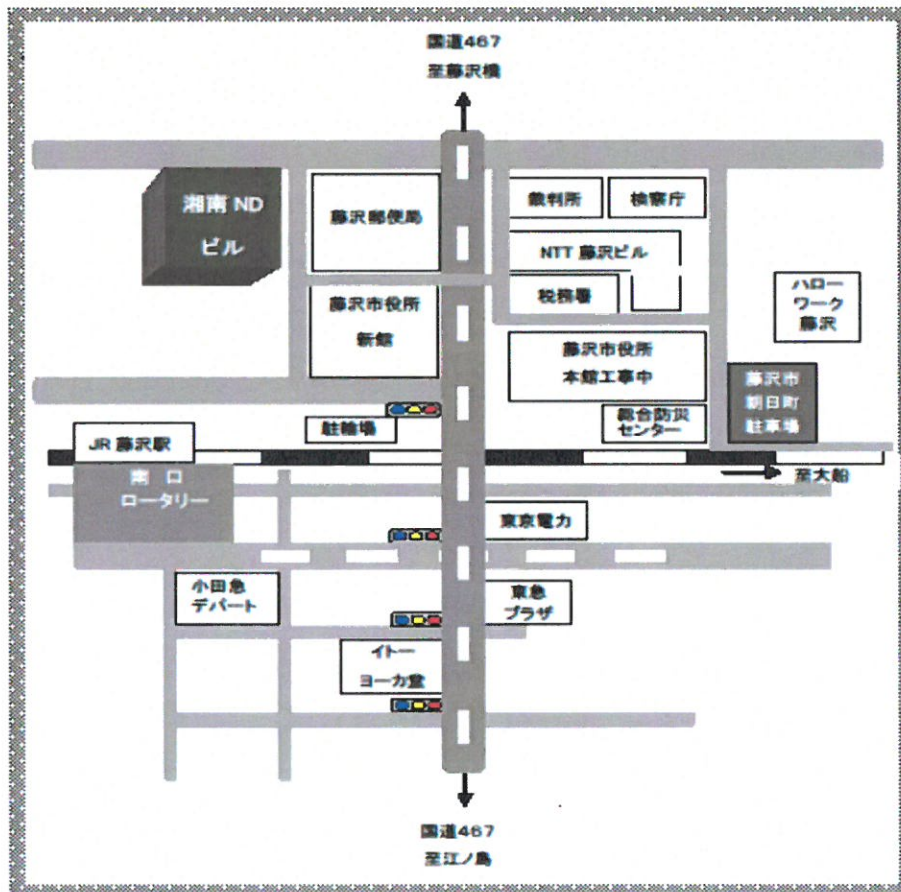 国道467
至藤沢橋
湘南 ND
ビル
藤沢郵便局
裁判所
検察庁
NTT 藤沢ビル
税務署
ハロー
ワーク
藤沢
藤沢市役所
新館
藤沢市役所
本館工事中
藤沢市
朝日町
駐車場
駐輪場
総合防災
センター
JR 藤沢駅
至大船
南 口
ロータリー
東京電力
小田急
デパート
東急
プラザ
イトー
ヨーカ堂
国道467
至江ノ島